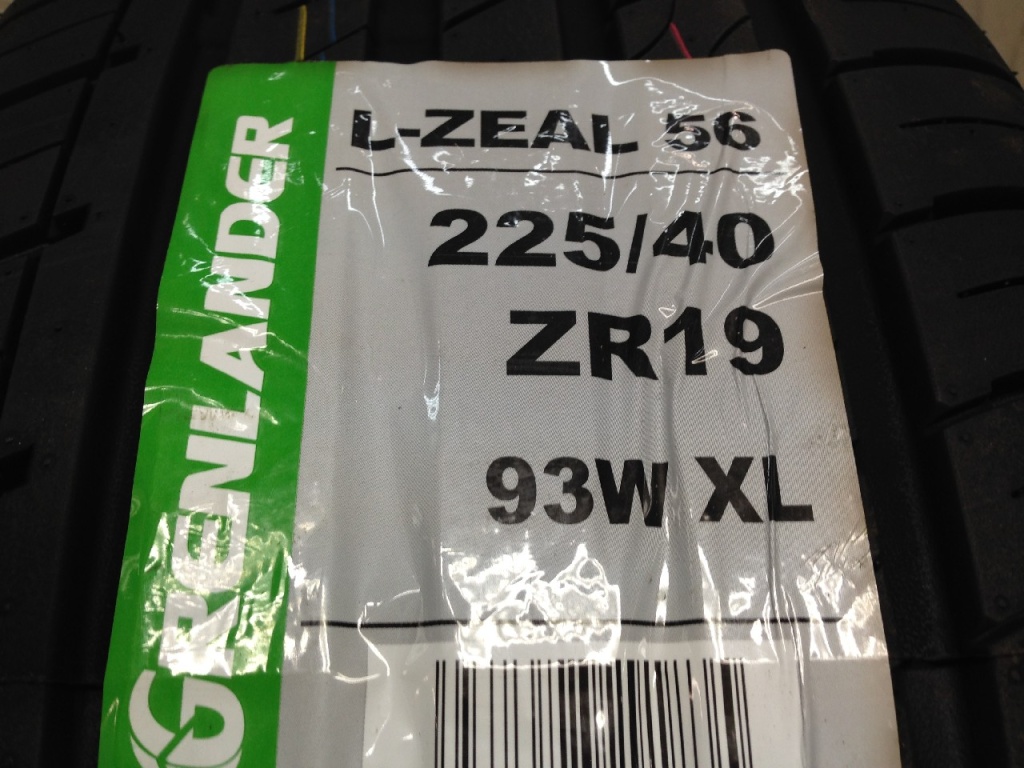 GRENLANDER
L-ZEAL 56
225/40
ZR19
93W XL